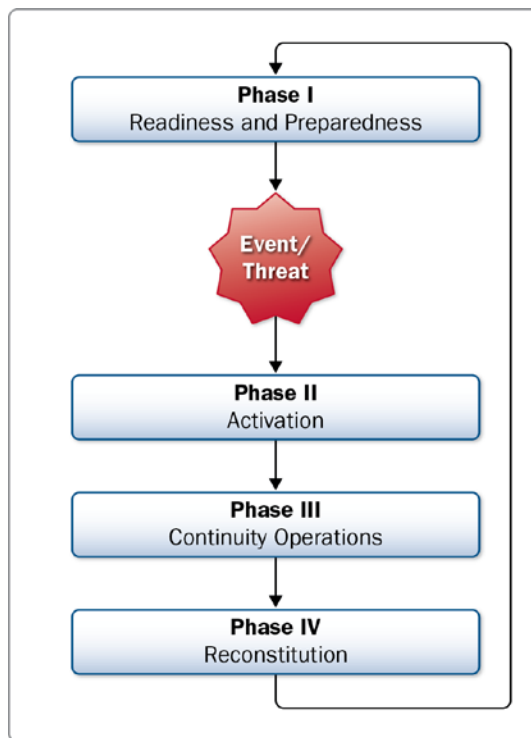 Phase I
Readiness and Preparedness
Event/
Threat
Phase II
Activation
Phase III
Continuity Operations
Phase IV
Reconstitution